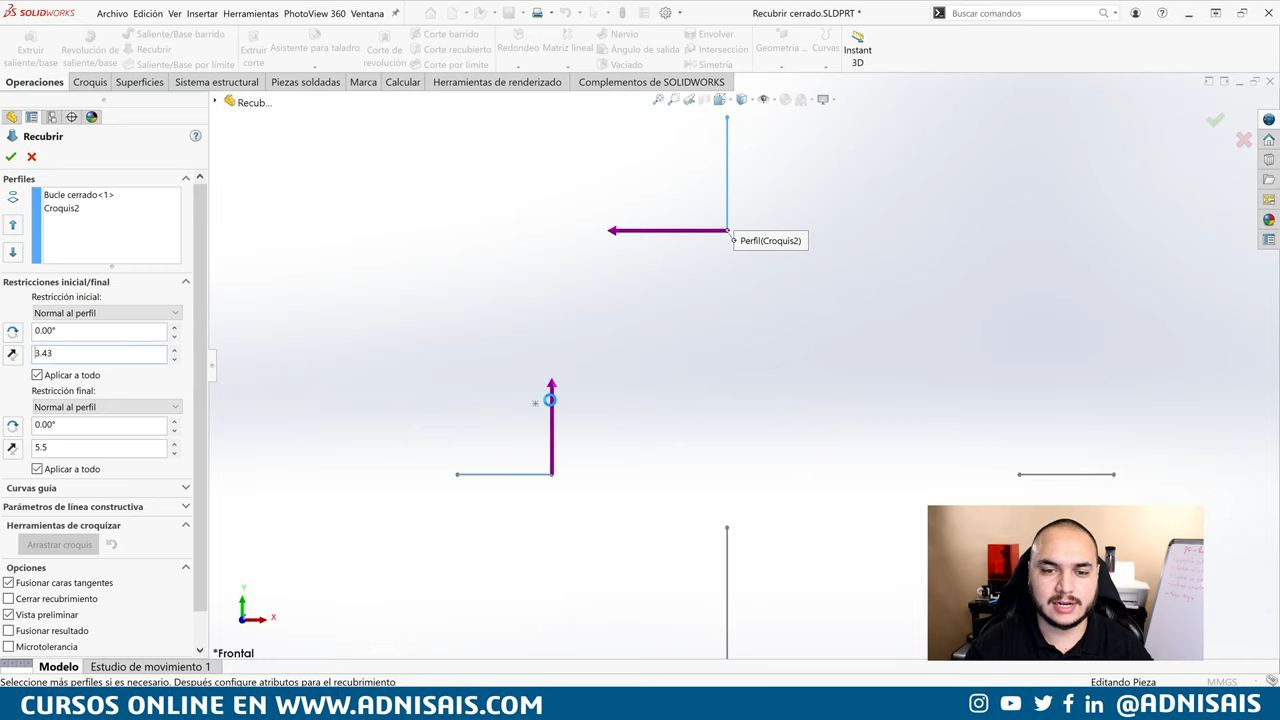 SOLIDWORKS
Archivo Edición Ver Insertar Herramientas PhotoView 360 Ventana
Recubrir cerrado.SLDPRT *
Buscar comandos
Extruir saliente/base
Revolución de saliente/base
Saliente/Base barrido
Recubrir
Saliente/Base por límite
Extruir corte
Asistente para taladro
Corte de revolución
Corte barrido
Corte recubierto
Corte por límite
Redondeo
Matriz lineal
Nervio
Ángulo de salida
Vaciado
Envolver
Intersección
Simetría
Geometría ...
Curvas
Instant 3D
Operaciones Croquis Superficies Sistema estructural Piezas soldadas Marca Calcular Herramientas de renderizado Complementos de SOLIDWORKS
Recub...
Recubrir
Perfiles
Bucle cerrado<1>
Croquis2
Restricciones inicial/final
Restricción inicial:
Normal al perfil
0.00°
3.43
Aplicar a todo
Restricción final:
Normal al perfil
0.00°
5.5
Aplicar a todo
Curvas guía
Parámetros de línea constructiva
Herramientas de croquizar
Arrastrar croquis
Opciones
Fusionar caras tangentes
Cerrar recubrimiento
Vista preliminar
Fusionar resultado
Microtolerancia
Perfil(Croquis2)
Y
X
*Frontal
Modelo Estudio de movimiento 1
Seleccione más perfiles si es necesario. Después configure atributos para el recubrimiento
Editando Pieza
MMGS
CURSOS ONLINE EN WWW.ADNISAIS.COM
@ADNISAIS